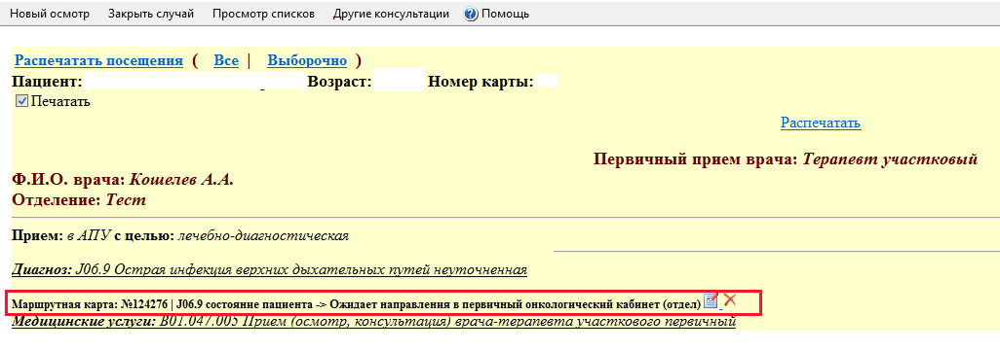 Новый осмотр Закрыть случай Просмотр списков Другие консультации Помощь
Распечатать посещения ( Все | Выборочно )
Пациент: Возраст: Номер карты:
Печатать
Распечатать
Первичный прием врача: Терапевт участковый
Ф.И.О. врача: Кошелев А.А.
Отделение: Тест
Прием: в АПУ с целью: лечебно-диагностическая
Диагноз: J06.9 Острая инфекция верхних дыхательных путей неуточненная
Маршрутная карта: №124276 | J06.9 состояние пациента -> Ожидает направления в первичный онкологический кабинет (отдел)
Медицинские услуги: B01.047.005 Прием (осмотр, консультация) врача-терапевта участкового первичный